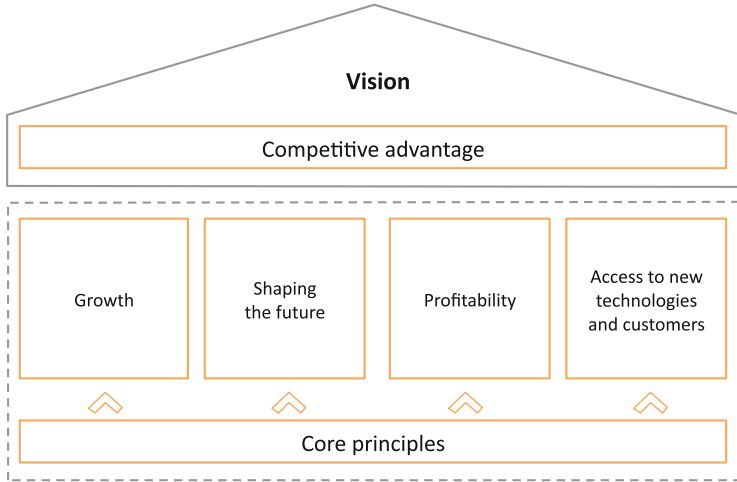 Vision
Competitive advantage
Growth
Shaping
the future
Profitability
Access to new
technologies
and customers
Core principles